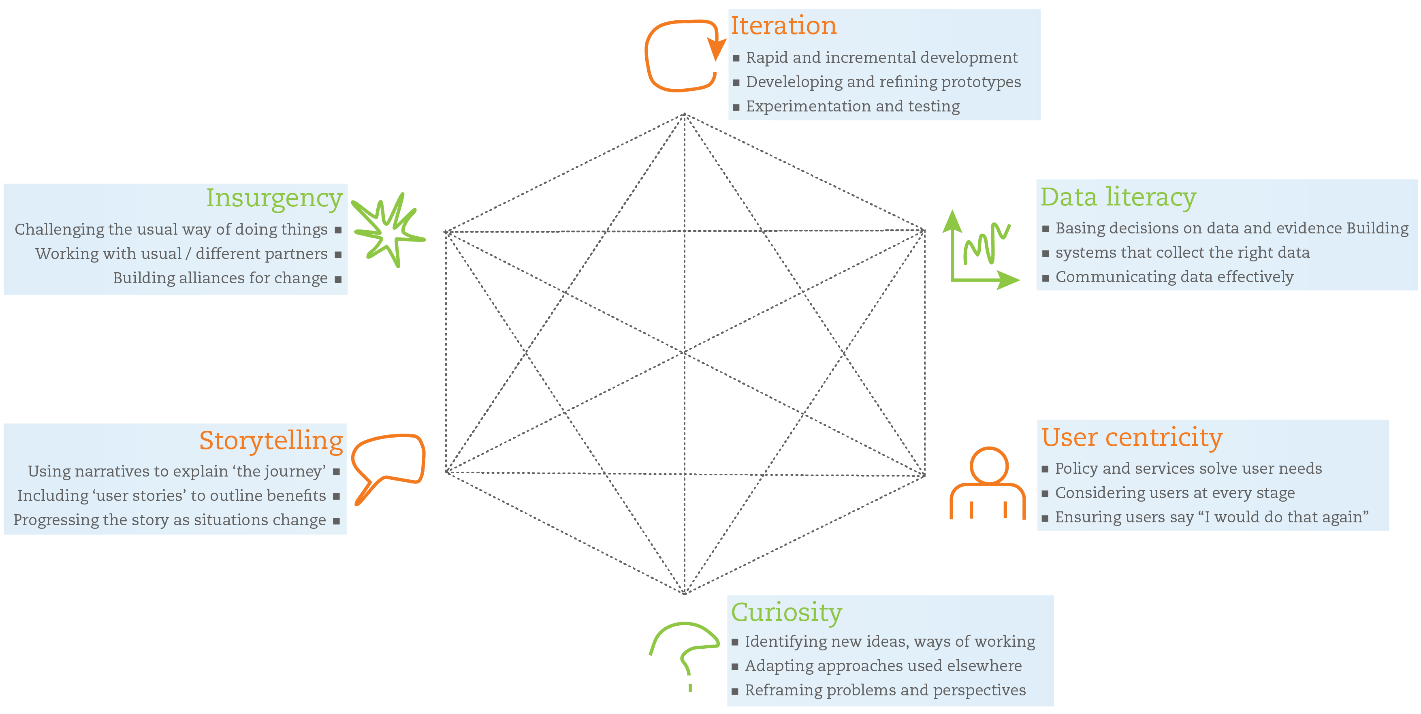 Iteration
▪ Rapid and incremental development
▪ Develeloping and refining prototypes
▪ Experimentation and testing
Insurgency
Challenging the usual way of doing things ▪
Working with usual / different partners ▪
Building alliances for change ▪
Data literacy
▪ Basing decisions on data and evidence Building
▪ systems that collect the right data
▪ Communicating data effectively
Storytelling
Using narratives to explain ‘the journey’ ▪
Including ‘user stories’ to outline benefits ▪
Progressing the story as situations change ▪
User centricity
▪ Policy and services solve user needs
▪ Considering users at every stage
▪ Ensuring users say “I would do that again”
Curiosity
▪ Identifying new ideas, ways of working
▪ Adapting approaches used elsewhere
▪ Reframing problems and perspectives